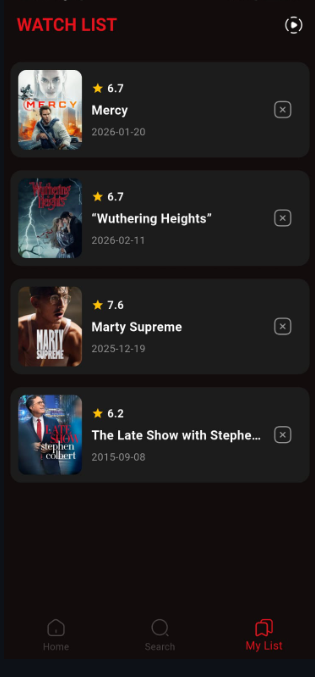 WATCH LIST
MERCY
6.7
Mercy
2026-01-20
Wuthering
Heights
6.7
“Wuthering Heights”
2026-02-11
MARTY
SUPREME
7.6
Marty Supreme
2025-12-19
LATE
SHOW
stephen
colbert
6.2
The Late Show with Stephe...
2015-09-08
Home
Search
My List